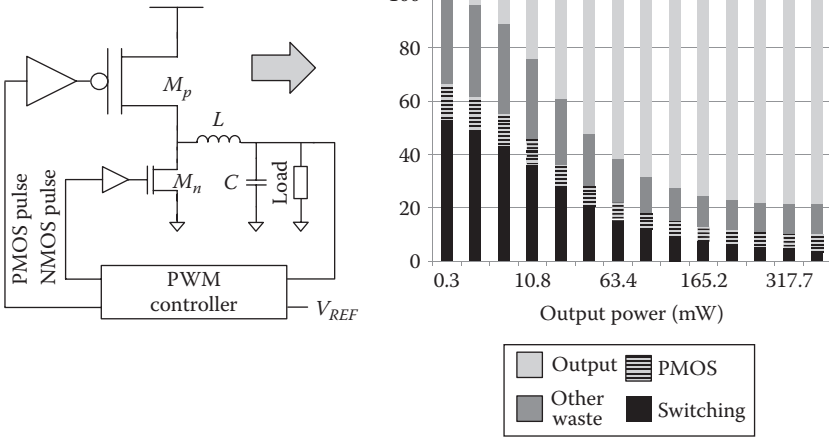 M_p
L
M_n
C
Load
PMOS pulse
NMOS pulse
PWM
controller
V_REF
80
60
40
20
0
0.3 10.8 63.4 165.2 317.7
Output power (mW)
Output PMOS
Other
waste
Switching